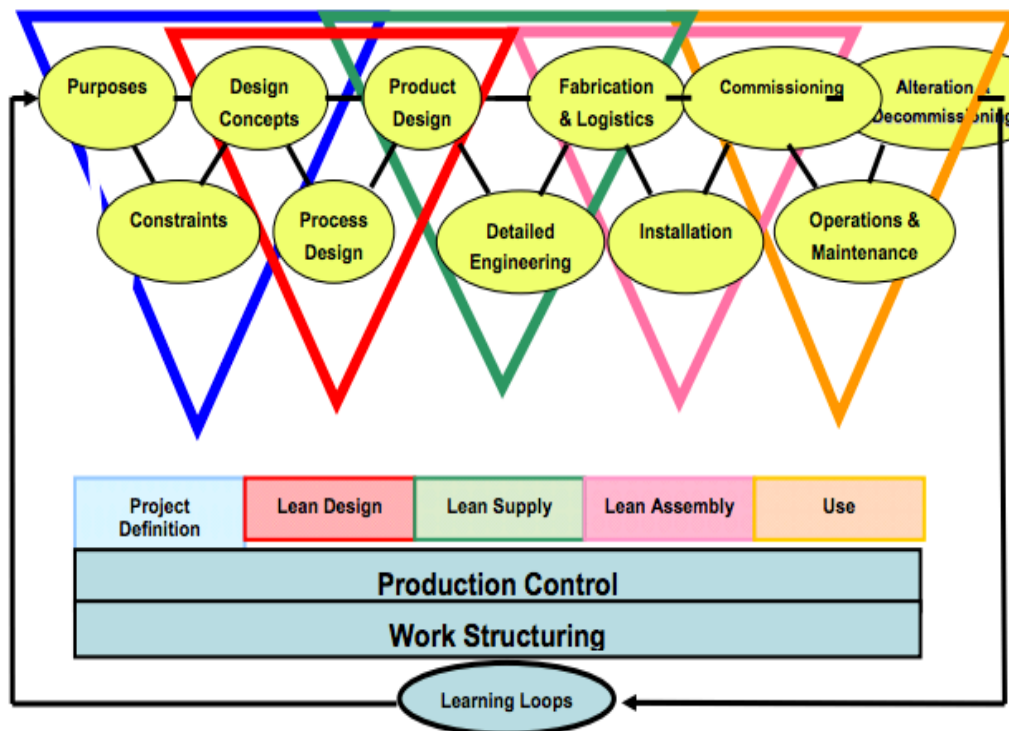 Purposes
Design
Concepts
Product
Design
Fabrication
& Logistics
Commissioning
Alteration &
Decommissioning
Constraints
Process
Design
Detailed
Engineering
Installation
Operations &
Maintenance
Project
Definition
Lean Design
Lean Supply
Lean Assembly
Use
Production Control
Work Structuring
Learning Loops